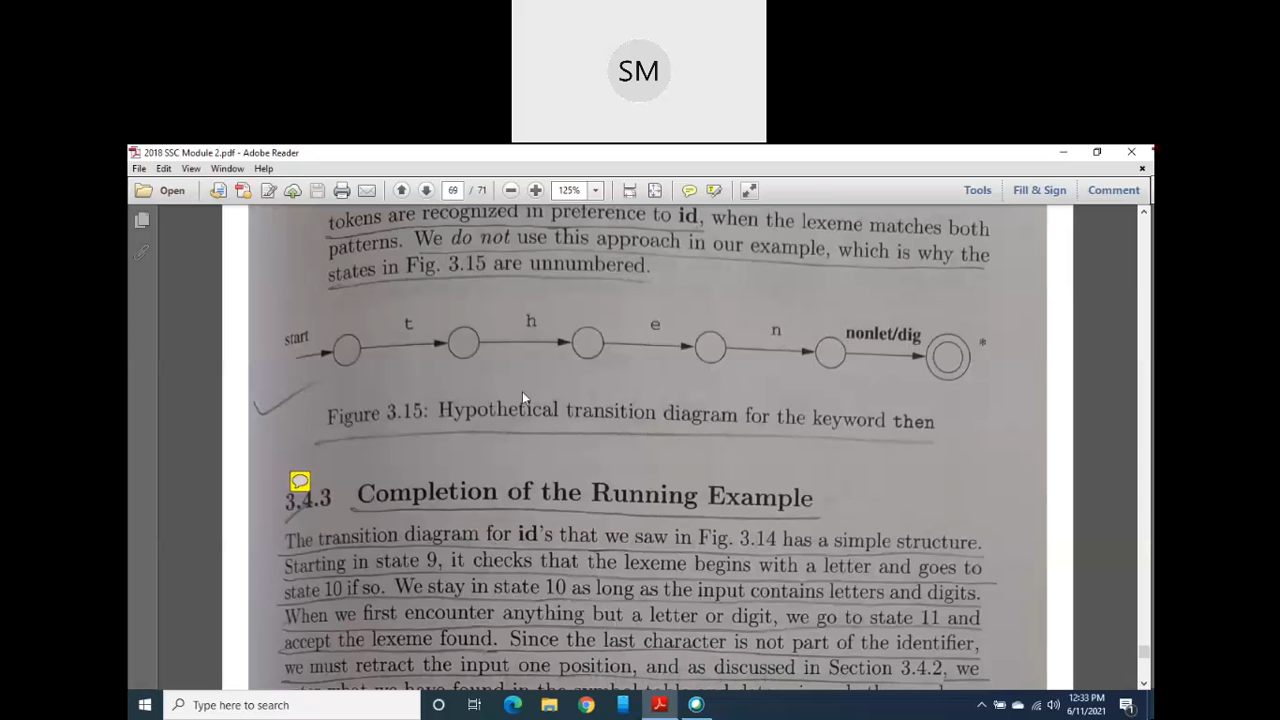 SM
2018 SSC Module 2.pdf - Adobe Reader
File Edit View Window Help
Open 69 / 71 125% Tools Fill & Sign Comment
tokens are recognized in preference to id, when the lexeme matches both
patterns. We do not use this approach in our example, which is why the
states in Fig. 3.15 are unnumbered.
start t h e n nonlet/dig *
Figure 3.15: Hypothetical transition diagram for the keyword then
3.4.3 Completion of the Running Example
The transition diagram for id's that we saw in Fig. 3.14 has a simple structure.
Starting in state 9, it checks that the lexeme begins with a letter and goes to
state 10 if so. We stay in state 10 as long as the input contains letters and digits.
When we first encounter anything but a letter or digit, we go to state 11 and
accept the lexeme found. Since the last character is not part of the identifier,
we must retract the input one position, and as discussed in Section 3.4.2, we
Type here to search
12:33 PM
6/11/2021